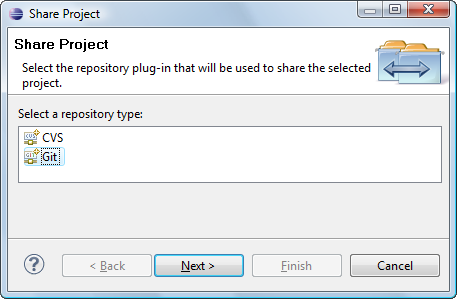 Share Project
Share Project
Select the repository plug-in that will be used to share the selected
project.
Select a repository type:
CVS
Git
? < Back Next > Finish Cancel